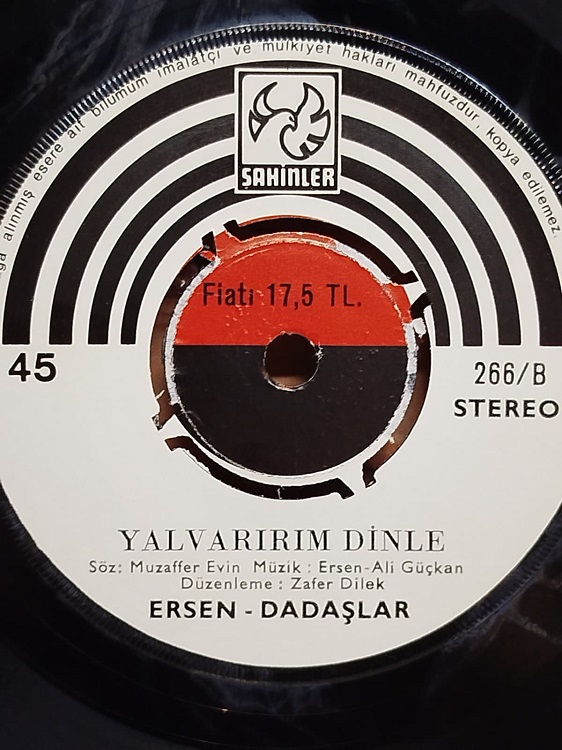 ğa alınmış esere ait bilumum imalatçı ve mülkiyet hakları mahfuzdur, kopya edilemez.
ŞAHİNLER
Fiatı 17,5 TL.
45
266/B
STEREO
YALVARIRIM DİNLE
Söz: Muzaffer Evin Müzik : Ersen-Ali Güçkan
Düzenleme : Zafer Dilek
ERSEN - DADAŞLAR